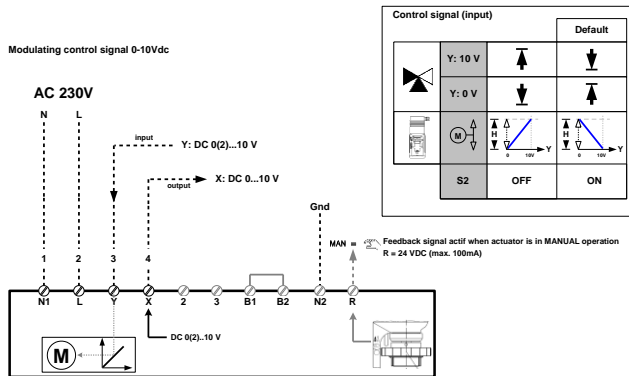 Control signal (input)
Default
Modulating control signal 0-10Vdc
Y: 10 V
Y: 0 V
AC 230V
N L
input
Y: DC 0(2)...10 V
output
X: DC 0...10 V
M
H
Y
0 10V
H
Y
0 10V
S2 OFF ON
Gnd
MAN = Feedback signal actif when actuator is in MANUAL operation
R = 24 VDC (max. 100mA)
1 2 3 4
N1 L Y X 2 3 B1 B2 N2 R
DC 0(2)..10 V
M